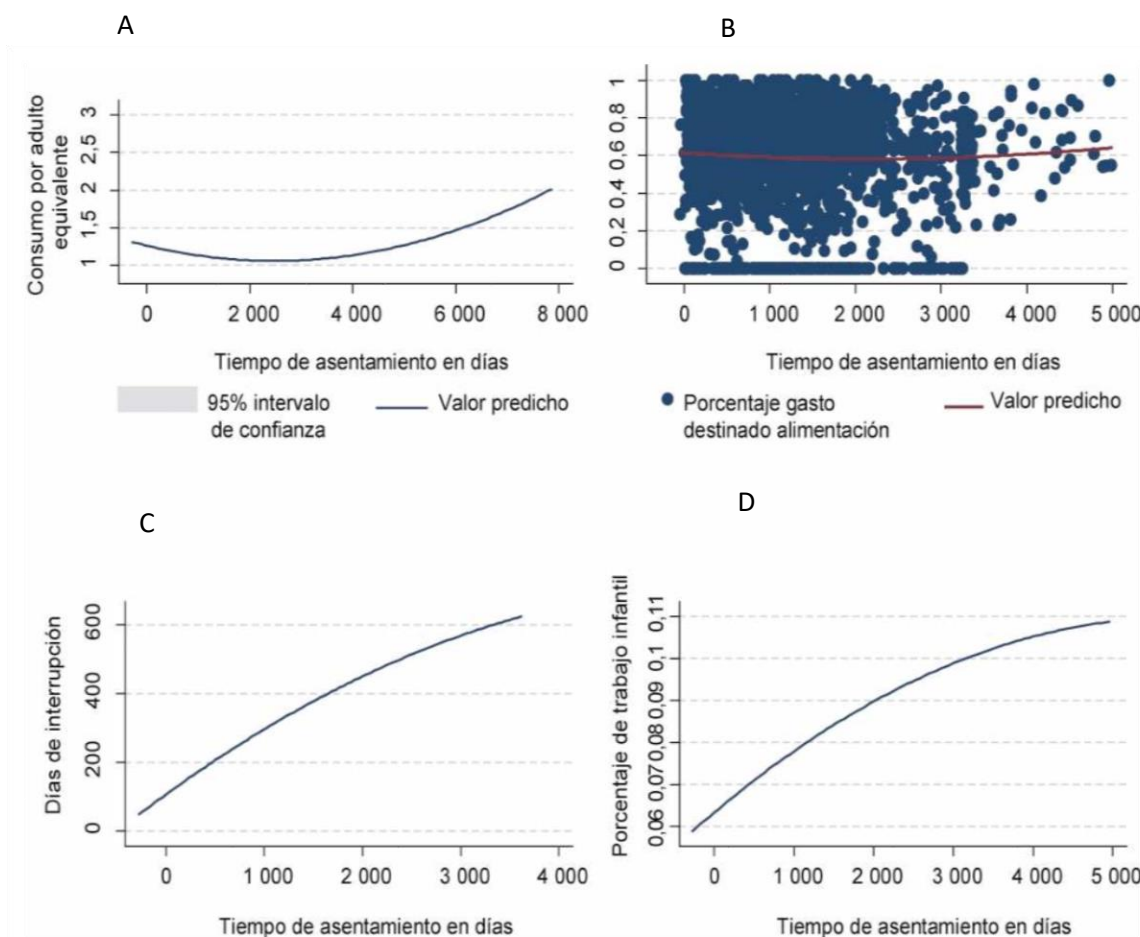 A
B
Consumo por adulto
equivalente
3
2,5
2
1,5
1
0 2 000 4 000 6 000 8 000
Tiempo de asentamiento en días
95% intervalo
de confianza
Valor predicho
1
0,8
0,6
0,4
0,2
0
0 1 000 2 000 3 000 4 000 5 000
Tiempo de asentamiento en días
Porcentaje gasto
destinado alimentación
Valor predicho
C
D
Días de interrupción
600
400
200
0
0 1 000 2 000 3 000 4 000
Tiempo de asentamiento en días
Porcentaje de trabajo infantil
0,11
0,1
0,09
0,08
0,07
0,06
0 1 000 2 000 3 000 4 000 5 000
Tiempo de asentamiento en días